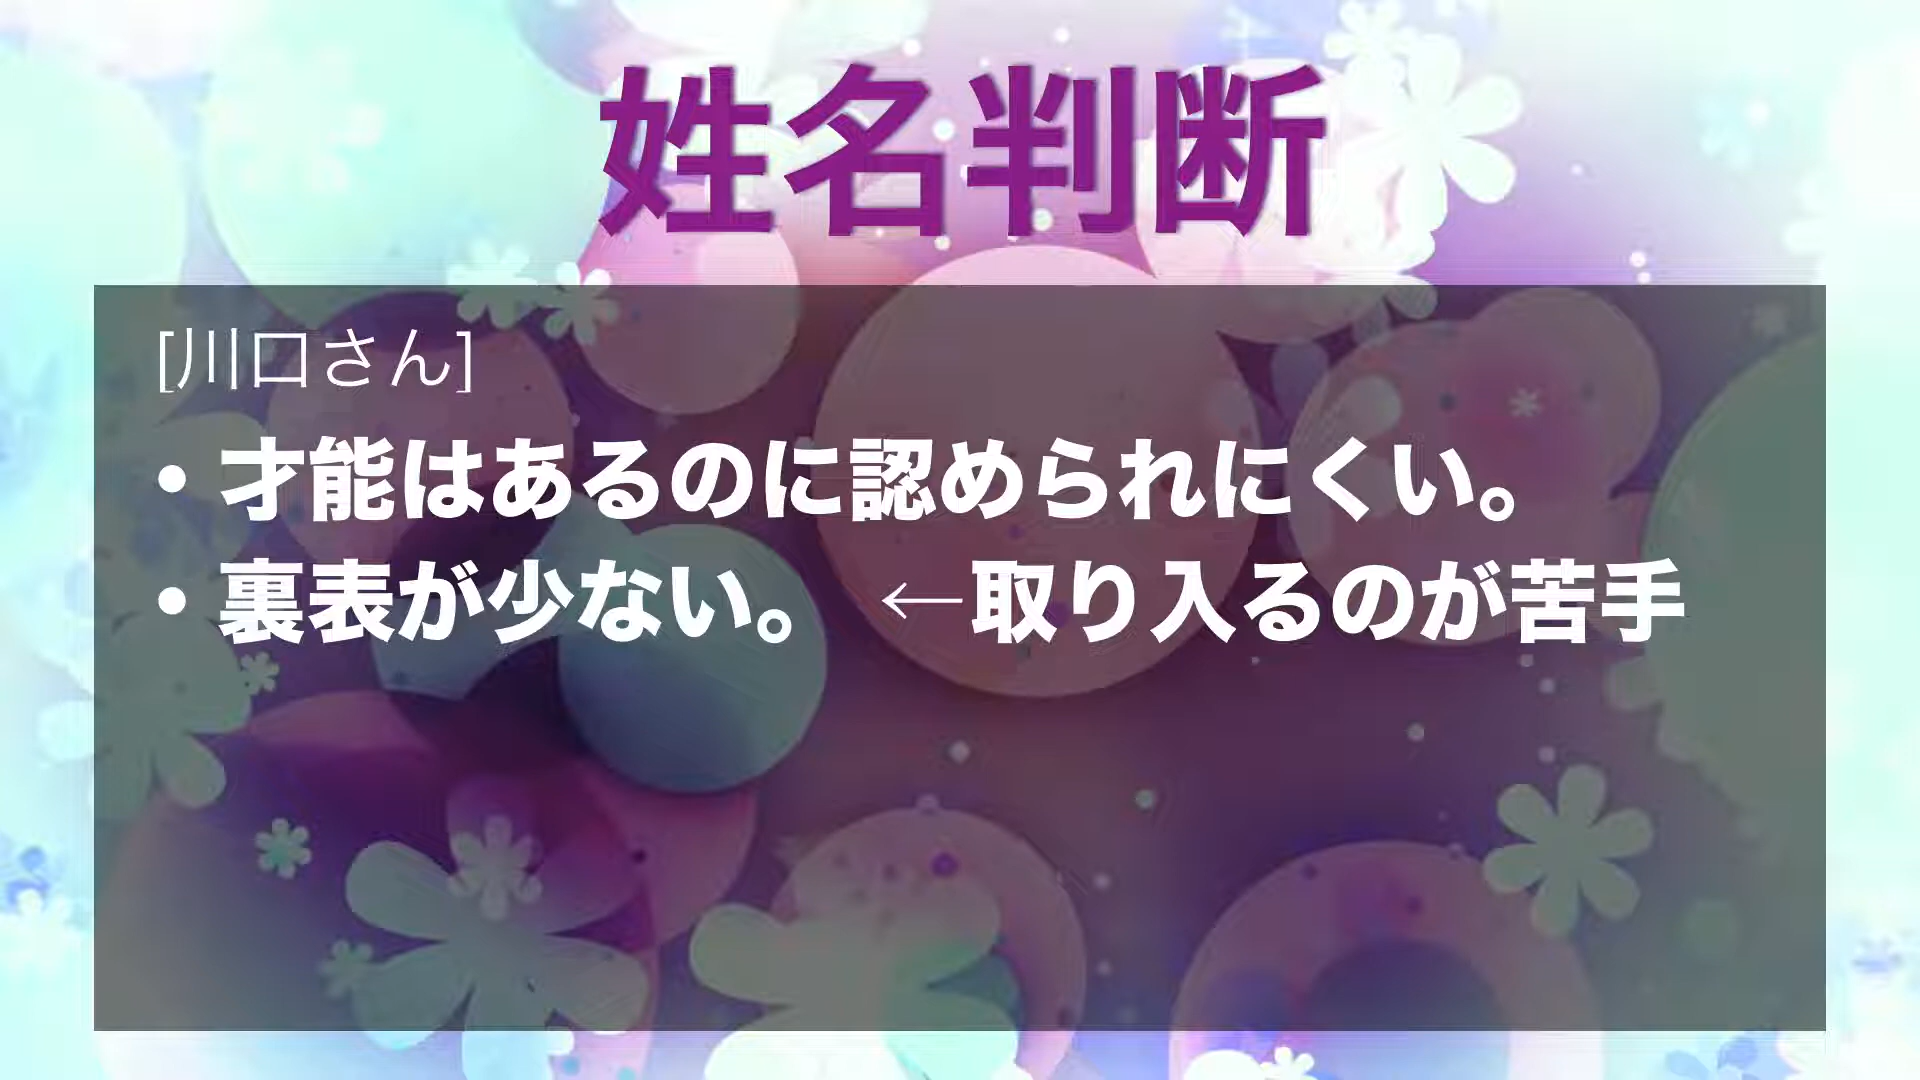 姓名判断
[川口さん]
• 才能はあるのに認められにくい。
• 裏表が少ない。 ←取り入るのが苦手